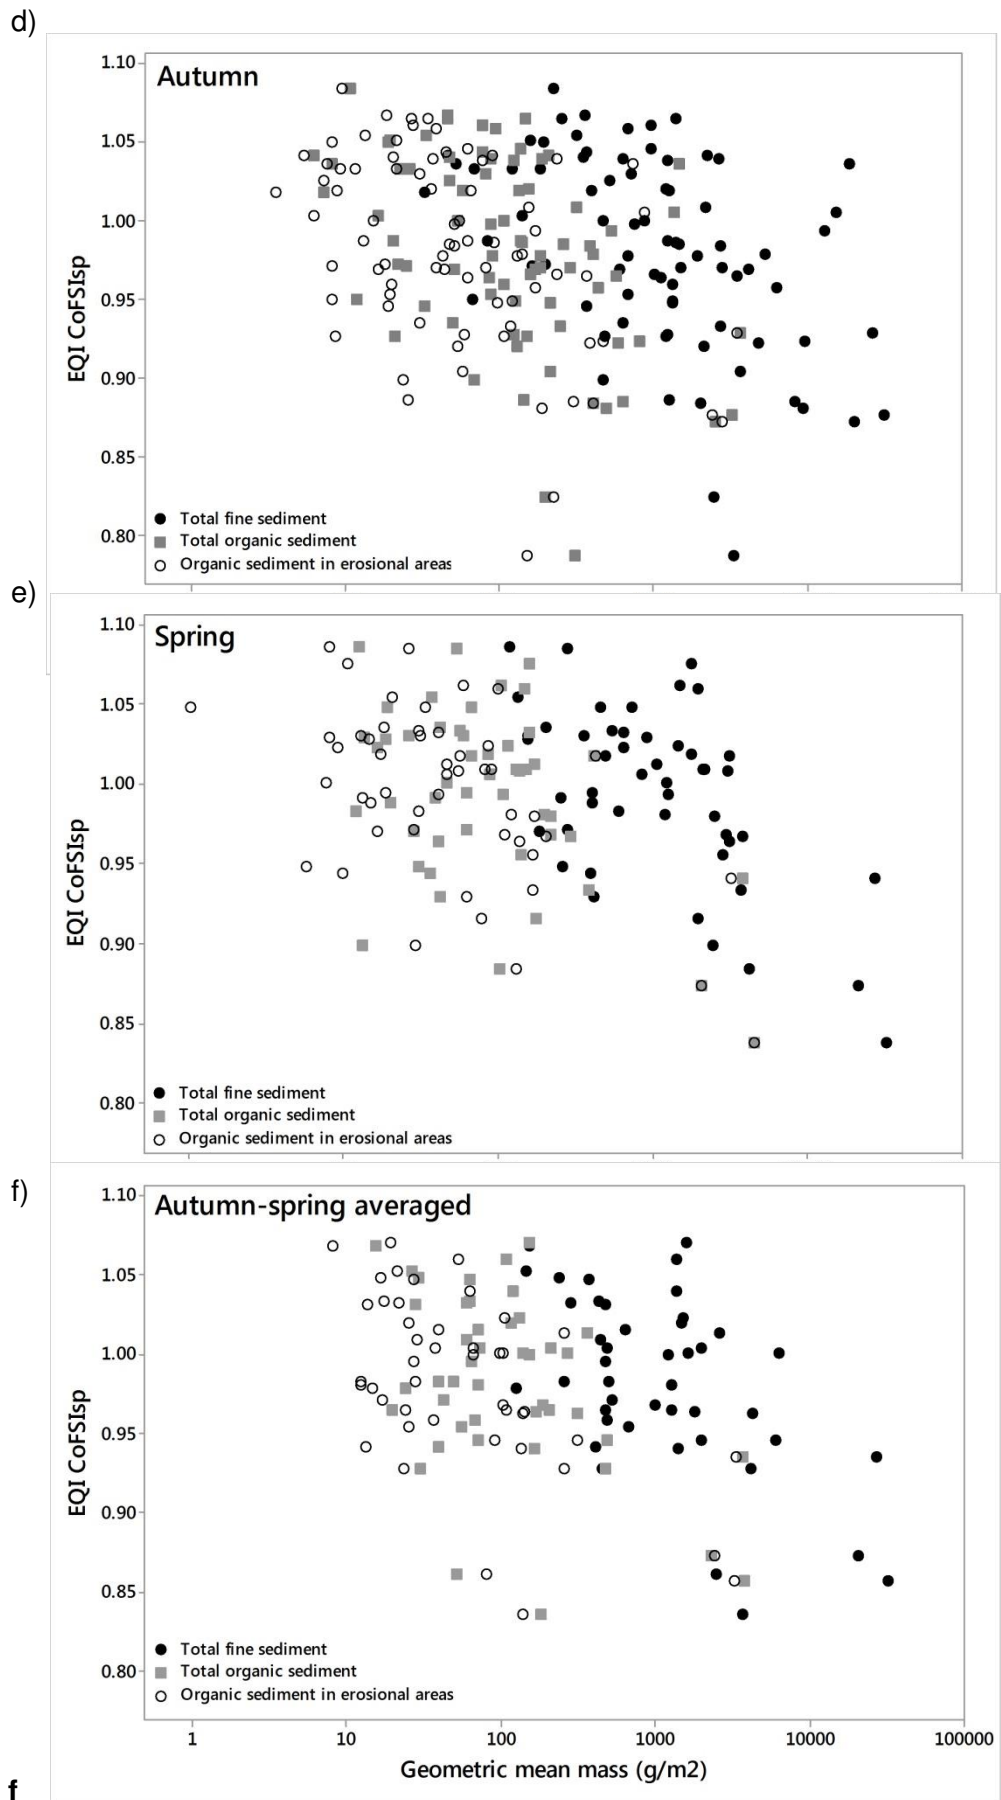 d)
Autumn
1.10
1.05
1.00
0.95
0.90
0.85
0.80
EQI CoFSIsp
Total fine sediment
Total organic sediment
Organic sediment in erosional areas
e)
Spring
1.10
1.05
1.00
0.95
0.90
0.85
0.80
EQI CoFSIsp
Total fine sediment
Total organic sediment
Organic sediment in erosional areas
f)
Autumn-spring averaged
1.10
1.05
1.00
0.95
0.90
0.85
0.80
EQI CoFSIsp
Total fine sediment
Total organic sediment
Organic sediment in erosional areas
1 10 100 1000 10000 100000
Geometric mean mass (g/m2)
f